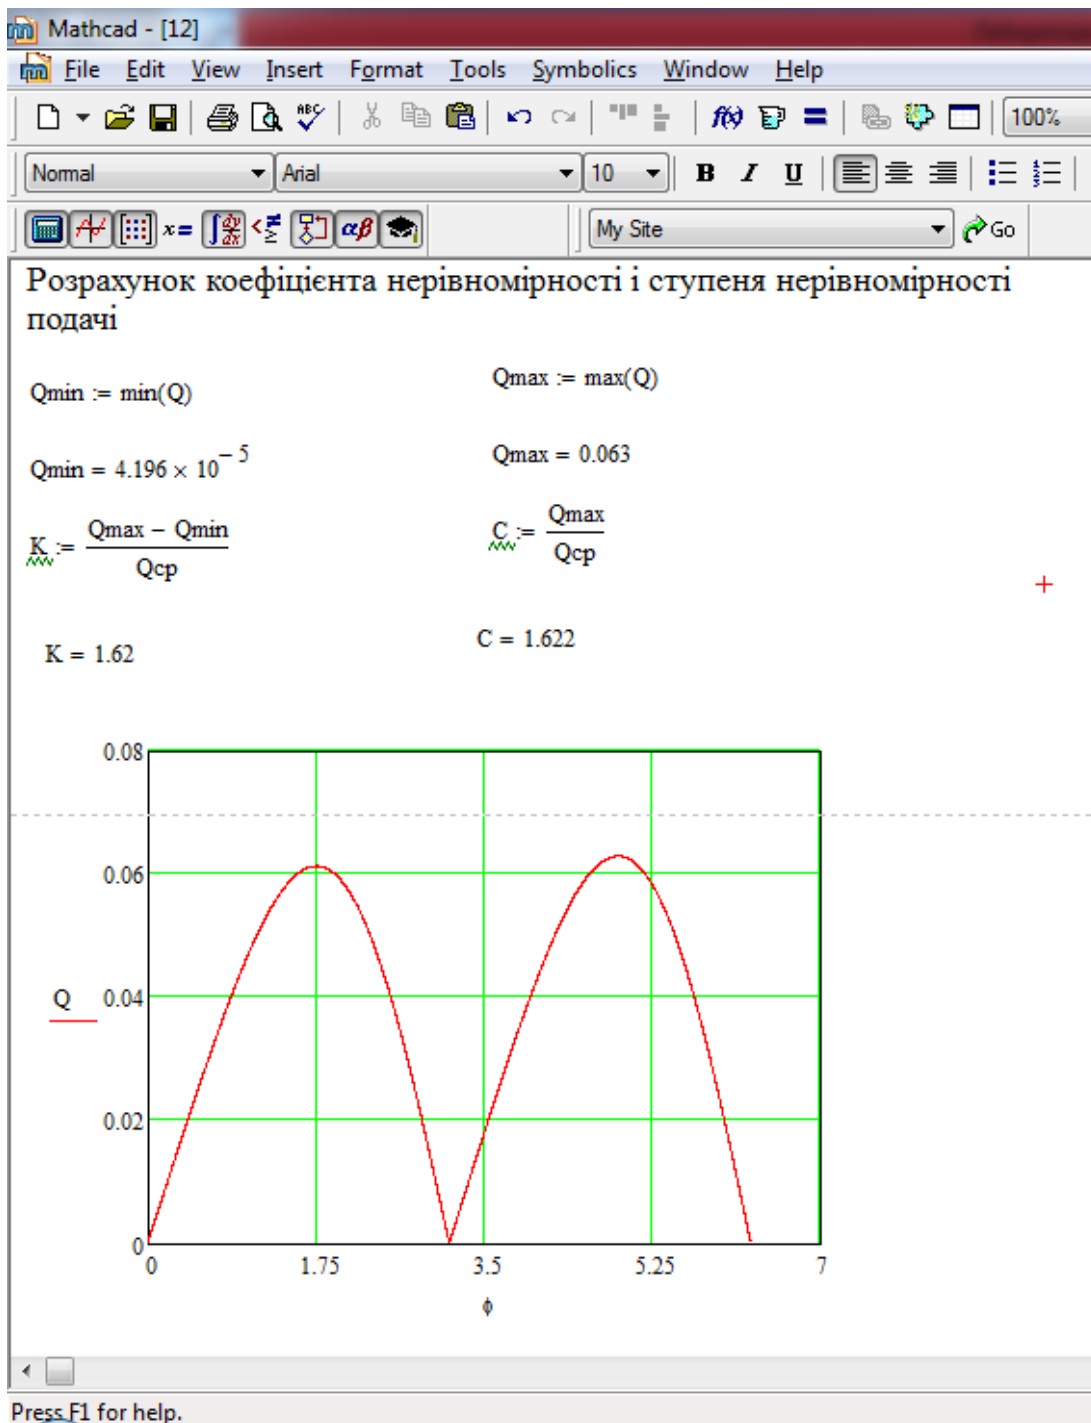 Mathcad - [12]
File Edit View Insert Format Tools Symbolics Window Help
ABC f(x) 100%
Normal Arial 10 B I U
x= αβ My Site Go
Розрахунок коефіцієнта нерівномірності і ступеня нерівномірності
подачі
Qmin := min(Q) Qmax := max(Q)
Qmin = 4.196 × 10^-5 Qmax = 0.063
K := (Qmax − Qmin)/Qcp C := Qmax/Qcp
K = 1.62 C = 1.622
0.08
0.06
Q 0.04
0.02
0
0 1.75 3.5 5.25 7
ϕ
Press F1 for help.